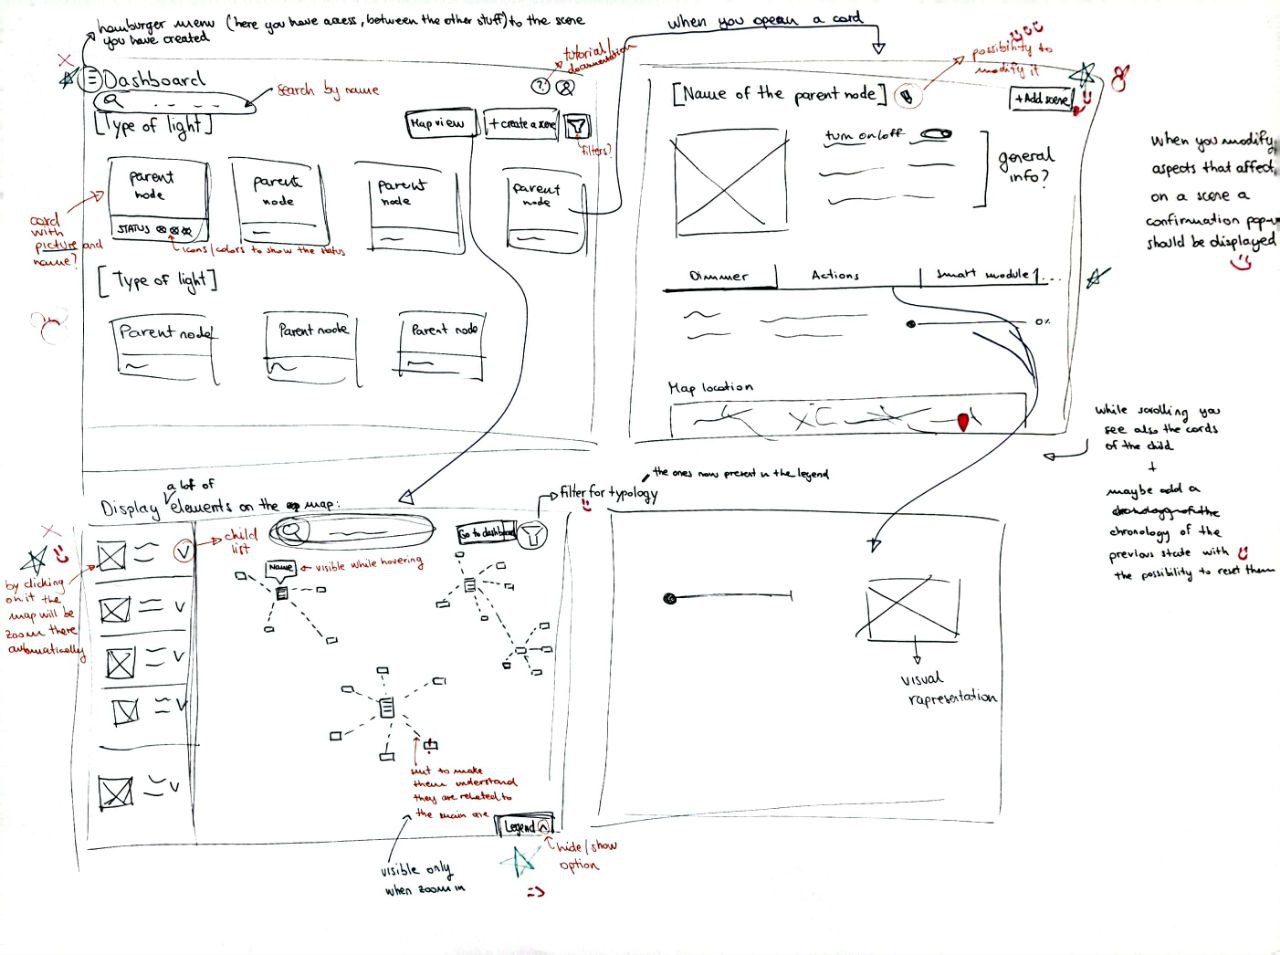 hamburger menu (here you have acess, between the other stuff) to the scene
you have created
Dashboard
search by name
?
tutorial/
documentation
[Type of light]
Map view
+ create a scene
filters?
parent
node
STATUS
parent
node
parent
node
parent
node
card
with
picture and
name?
icons/colors to show the status
[Type of light]
Parent node
Parent node
Parent node
when you open a card
possibility to
modify it
[Name of the parent node]
+ Add scene
turn on/off
general
info?
Dimmer
Actions
smart module 1...
0%
Map location
When you modify
aspects that affect
on a scene a
confirmation pop-up
should be displayed
while scrolling you
see also the cards
of the child
+
maybe add a
chronology of the
chronology of the
previous state with
the possibility to reset them
Display a lot of elements on the map:
child
list
by clicking
on it the
map will be
zoom there
automatically
Name
visible while hovering
Go to dashboard
filter for typology
the ones now present in the legend
v
v
v
v
v
!
them understand
they are related to
the main one
visible only
when zoom in
Legend
hide/show
option
visual
rapresentation